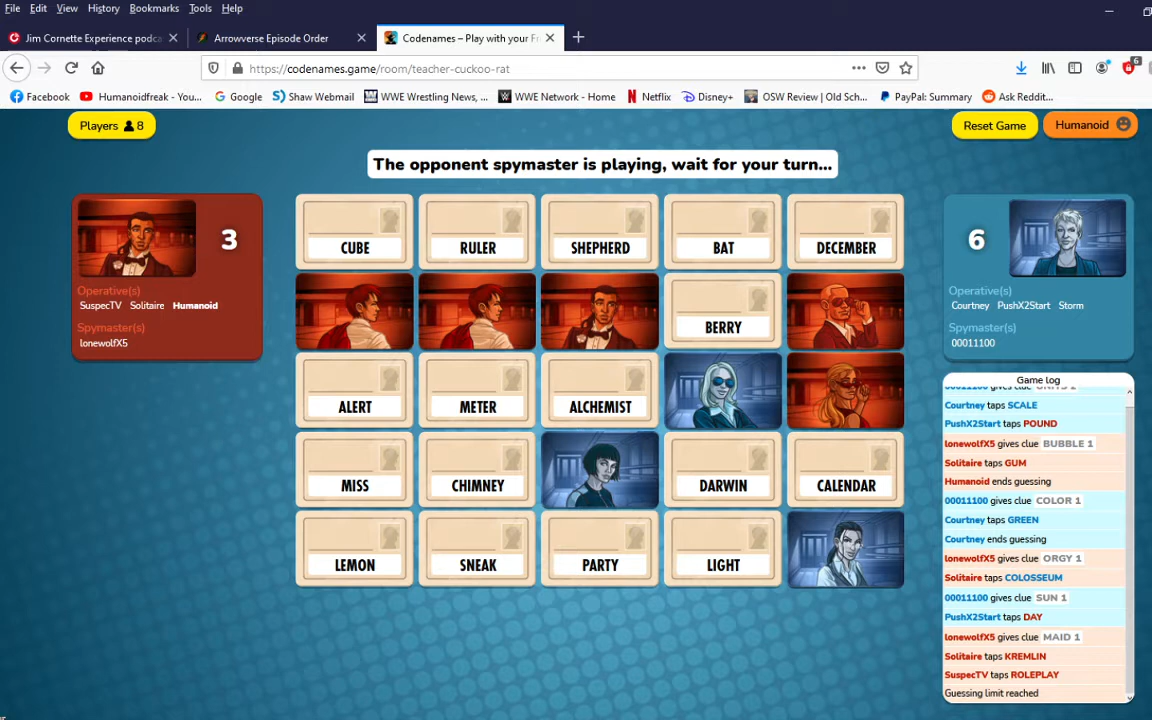 File Edit View History Bookmarks Tools Help
Jim Cornette Experience podca
Arrowverse Episode Order
Codenames – Play with your Fr
https://codenames.game/room/teacher-cuckoo-rat
6
Facebook
Humanoidfreak - You...
Google
Shaw Webmail
WWE Wrestling News, ...
WWE Network - Home
Netflix
Disney+
OSW Review | Old Sch...
PayPal: Summary
Ask Reddit...
Players 8
Reset Game
Humanoid
The opponent spymaster is playing, wait for your turn...
3
Operative(s)
SuspecTV Solitaire Humanoid
Spymaster(s)
lonewolfX5
CUBE
RULER
SHEPHERD
BAT
DECEMBER
BERRY
ALERT
METER
ALCHEMIST
MISS
CHIMNEY
DARWIN
CALENDAR
LEMON
SNEAK
PARTY
LIGHT
6
Operative(s)
Courtney PushX2Start Storm
Spymaster(s)
00011100
Game log
Courtney taps SCALE
PushX2Start taps POUND
lonewolfX5 gives clue BUBBLE 1
Solitaire taps GUM
Humanoid ends guessing
00011100 gives clue COLOR 1
Courtney taps GREEN
Courtney ends guessing
lonewolfX5 gives clue ORGY 1
Solitaire taps COLOSSEUM
00011100 gives clue SUN 1
PushX2Start taps DAY
lonewolfX5 gives clue MAID 1
Solitaire taps KREMLIN
SuspecTV taps ROLEPLAY
Guessing limit reached